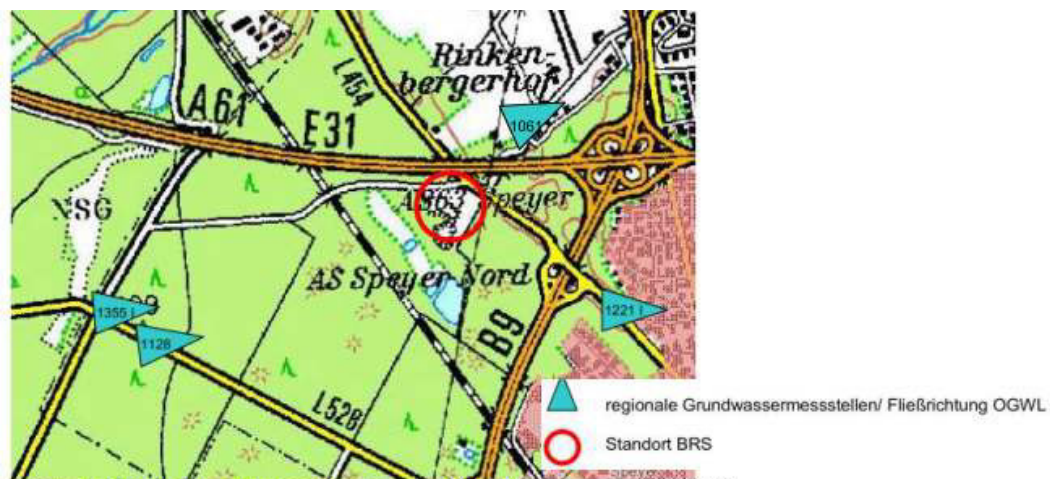 Rinken-
bergerhof
L454
A61
E31
1061
NSG
AS63 Speyer
AS Speyer Nord
1355 I
1128
1221 I
B9
L528
regionale Grundwassermessstellen/ Fließrichtung OGWL
Standort BRS